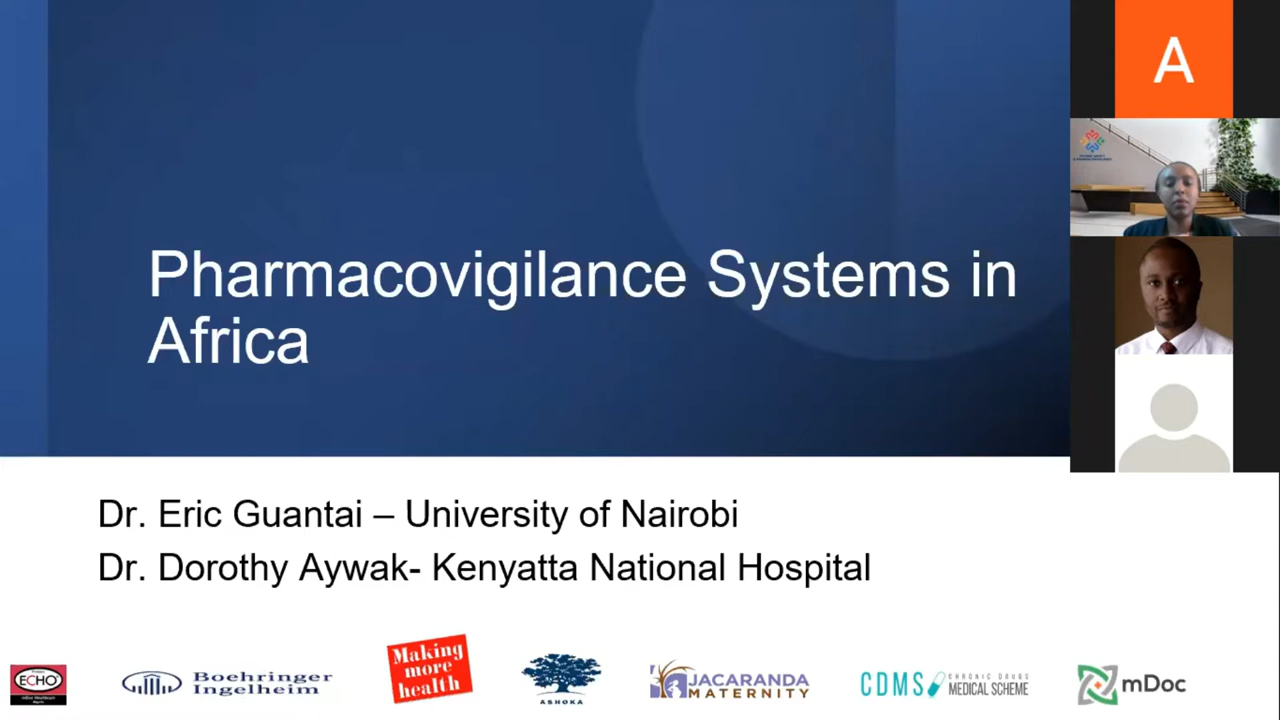 A
Pharmacovigilance Systems in
Africa
Dr. Eric Guantai – University of Nairobi
Dr. Dorothy Aywak- Kenyatta National Hospital
ECHO
Boehringer
Ingelheim
Making
more
health
ASHOKA
JACARANDA
MATERNITY
CDMS
CHRONIC DRUGS
MEDICAL SCHEME
mDoc